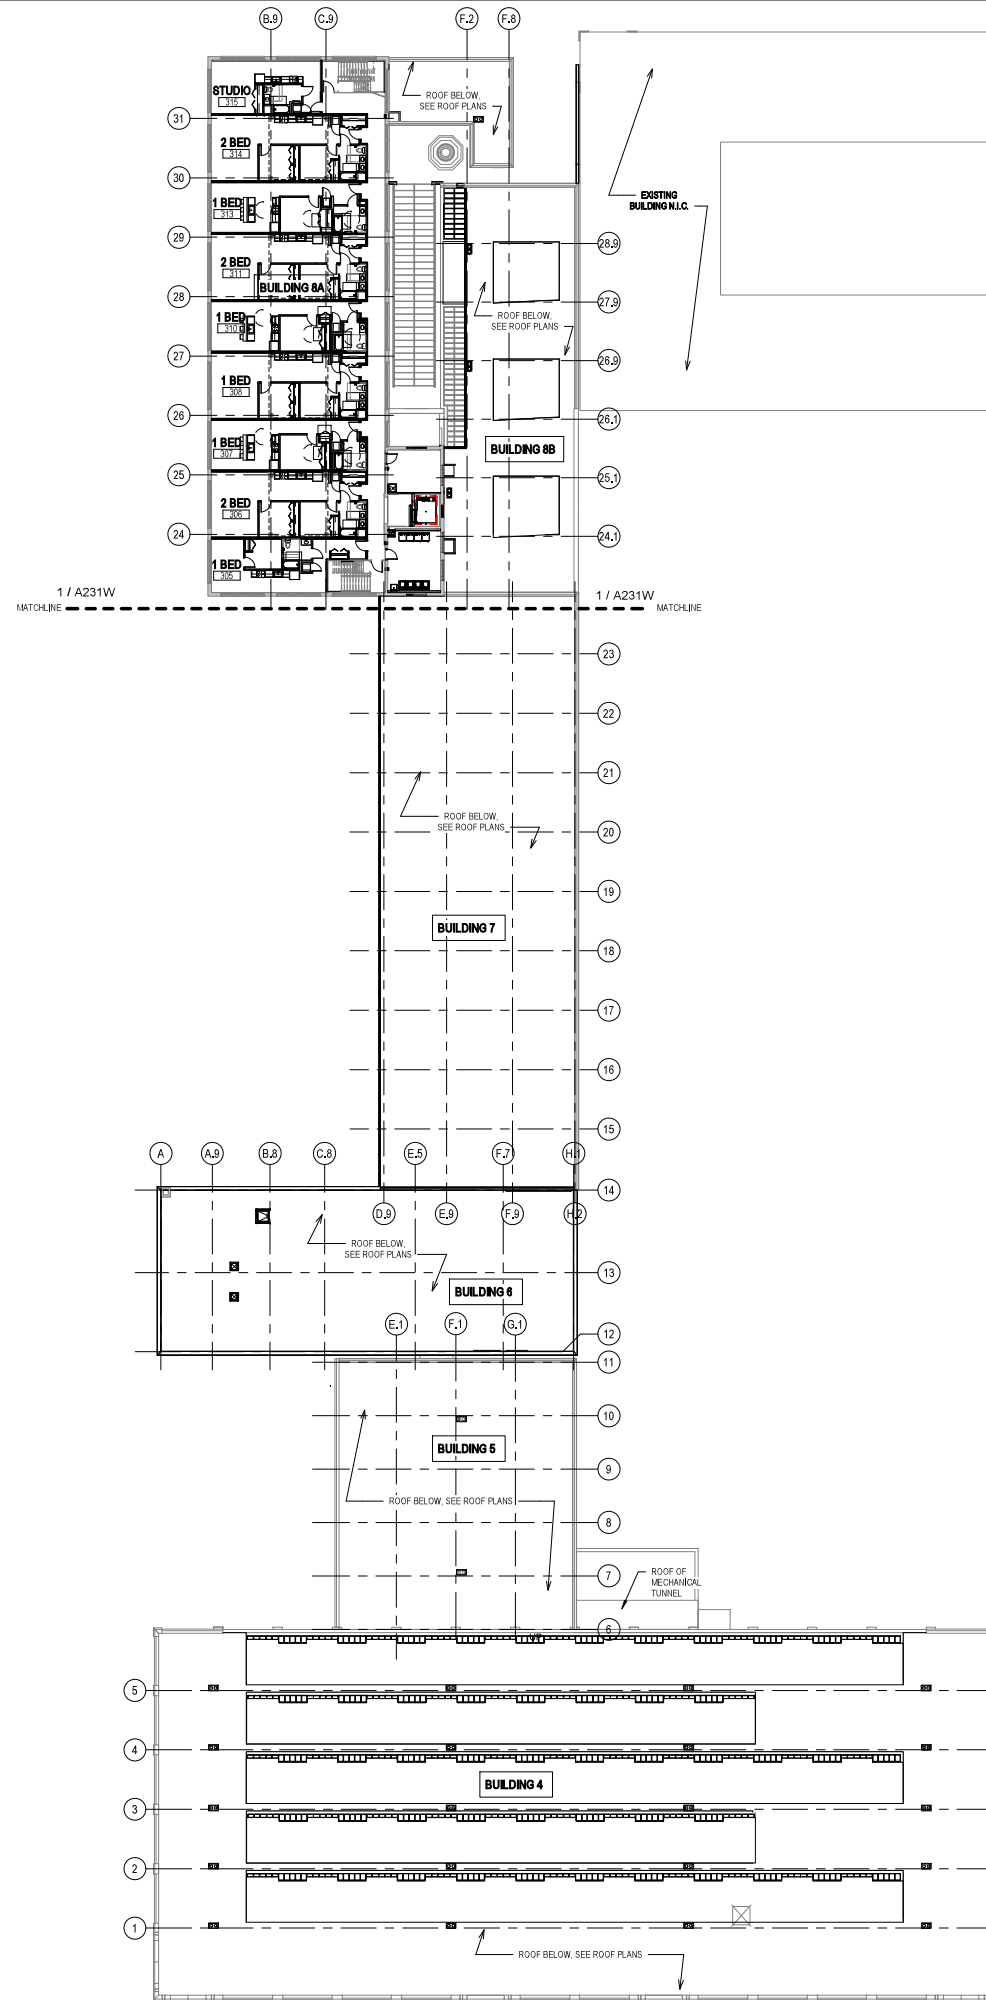 B.9
C.9
F.2
F.8
STUDIO
315
ROOF BELOW,
SEE ROOF PLANS
31
2 BED
314
30
EXISTING
BUILDING N.I.C.
1 BED
313
29
28.9
2 BED
311
BUILDING 8A
28
27.9
ROOF BELOW,
SEE ROOF PLANS
1 BED
310
27
26.9
1 BED
308
26
26.1
1 BED
307
BUILDING 8B
25
25.1
2 BED
306
24
24.1
1 BED
305
1 / A231W
1 / A231W
MATCHLINE
MATCHLINE
23
22
21
ROOF BELOW,
SEE ROOF PLANS
20
19
BUILDING 7
18
17
16
15
A
A.9
B.8
C.8
E.5
F.7
H.1
14
D.9
E.9
F.9
H.2
ROOF BELOW,
SEE ROOF PLANS
13
BUILDING 6
E.1
F.1
G.1
12
11
10
BUILDING 5
9
ROOF BELOW, SEE ROOF PLANS
8
7
ROOF OF
MECHANICAL
TUNNEL
6
UP
5
4
BUILDING 4
3
2
1
ROOF BELOW, SEE ROOF PLANS